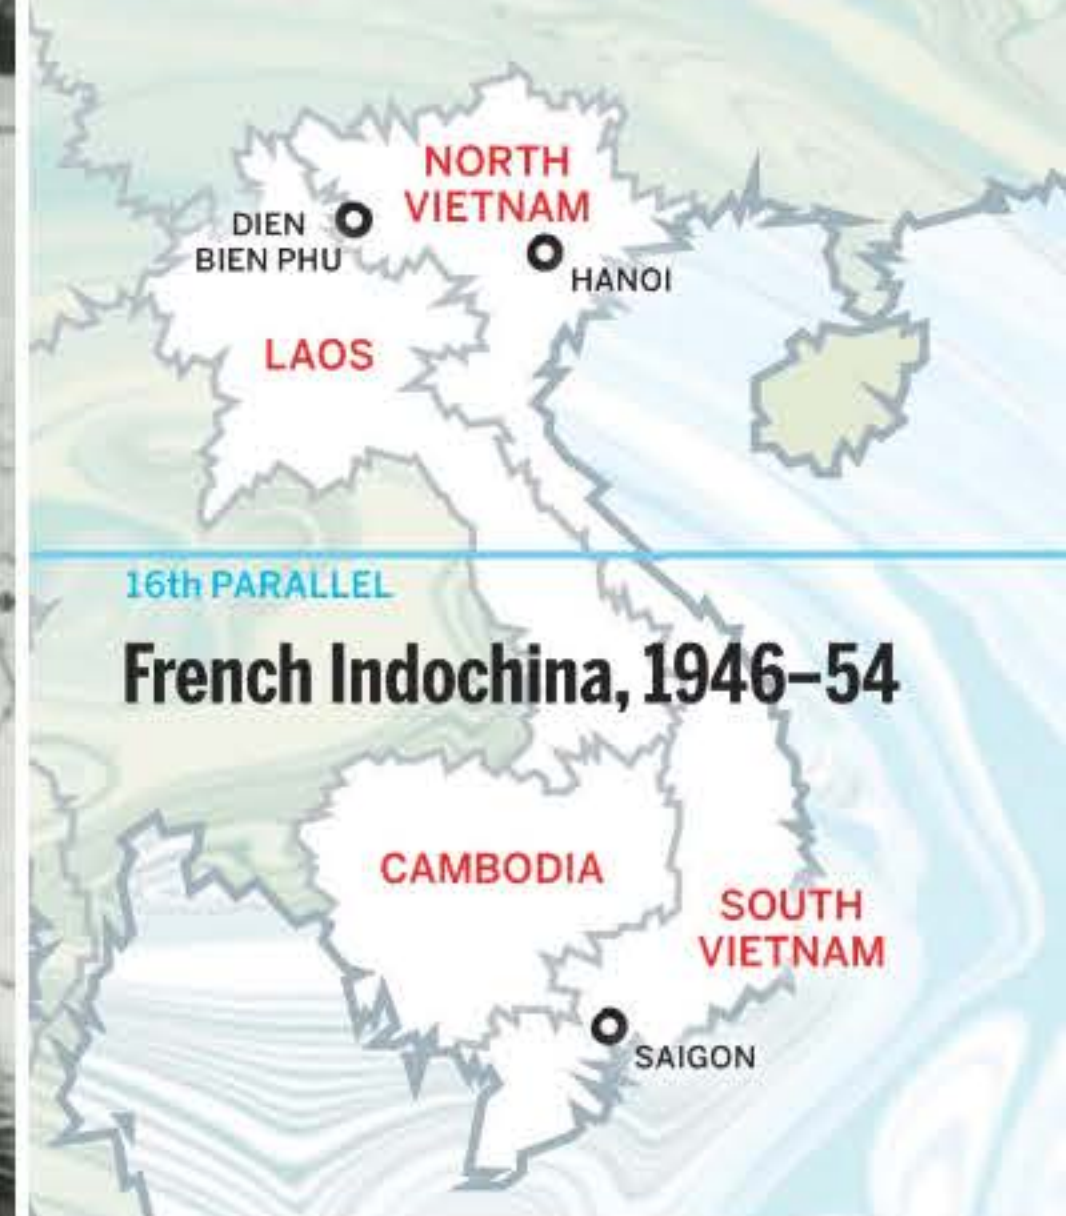 NORTH
VIETNAM
DIEN
BIEN PHU
HANOI
LAOS
16th PARALLEL
French Indochina, 1946–54
CAMBODIA
SOUTH
VIETNAM
SAIGON